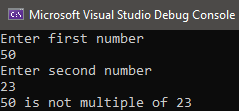 Microsoft Visual Studio Debug Console
Enter first number
50
Enter second number
23
50 is not multiple of 23